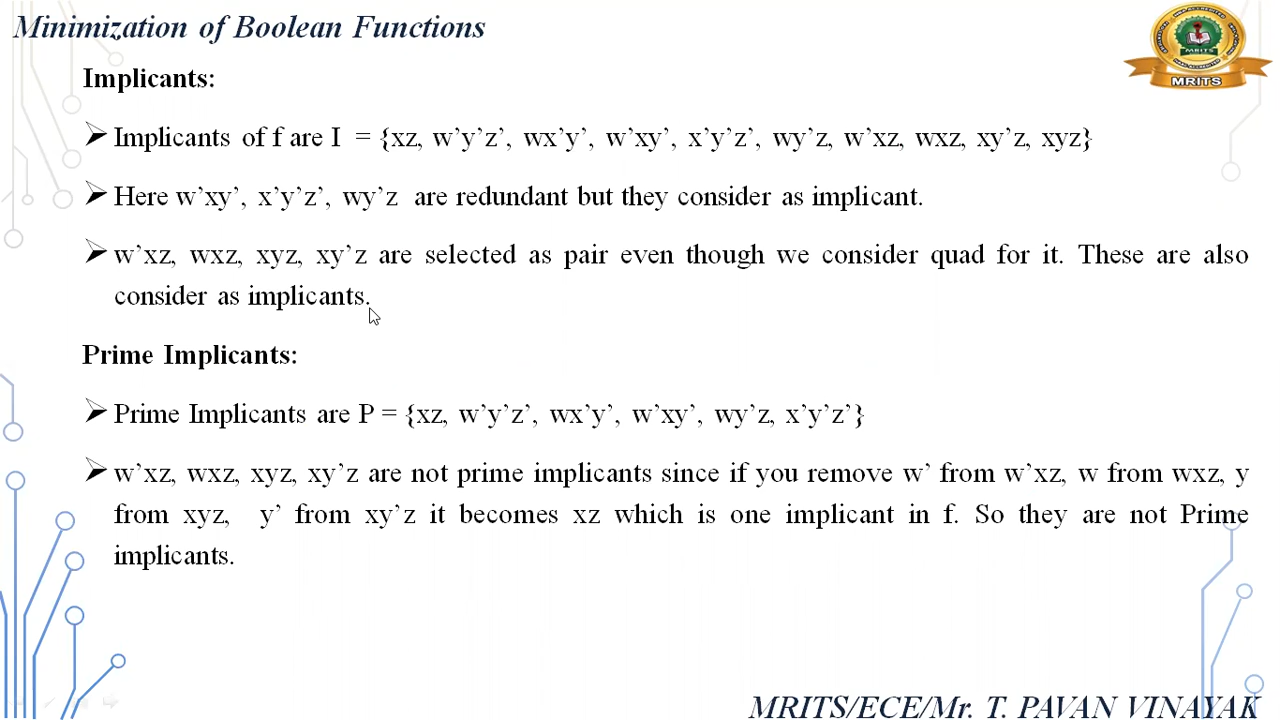 Minimization of Boolean Functions
Implicants:
➢ Implicants of f are I = {xz, w’y’z’, wx’y’, w’xy’, x’y’z’, wy’z, w’xz, wxz, xy’z, xyz}
➢ Here w’xy’, x’y’z’, wy’z are redundant but they consider as implicant.
➢ w’xz, wxz, xyz, xy’z are selected as pair even though we consider quad for it. These are also
consider as implicants.
Prime Implicants:
➢ Prime Implicants are P = {xz, w’y’z’, wx’y’, w’xy’, wy’z, x’y’z’}
➢ w’xz, wxz, xyz, xy’z are not prime implicants since if you remove w’ from w’xz, w from wxz, y
from xyz, y’ from xy’z it becomes xz which is one implicant in f. So they are not Prime
implicants.
MRITS
MRITS/ECE/Mr. T. PAVAN VINAYAK